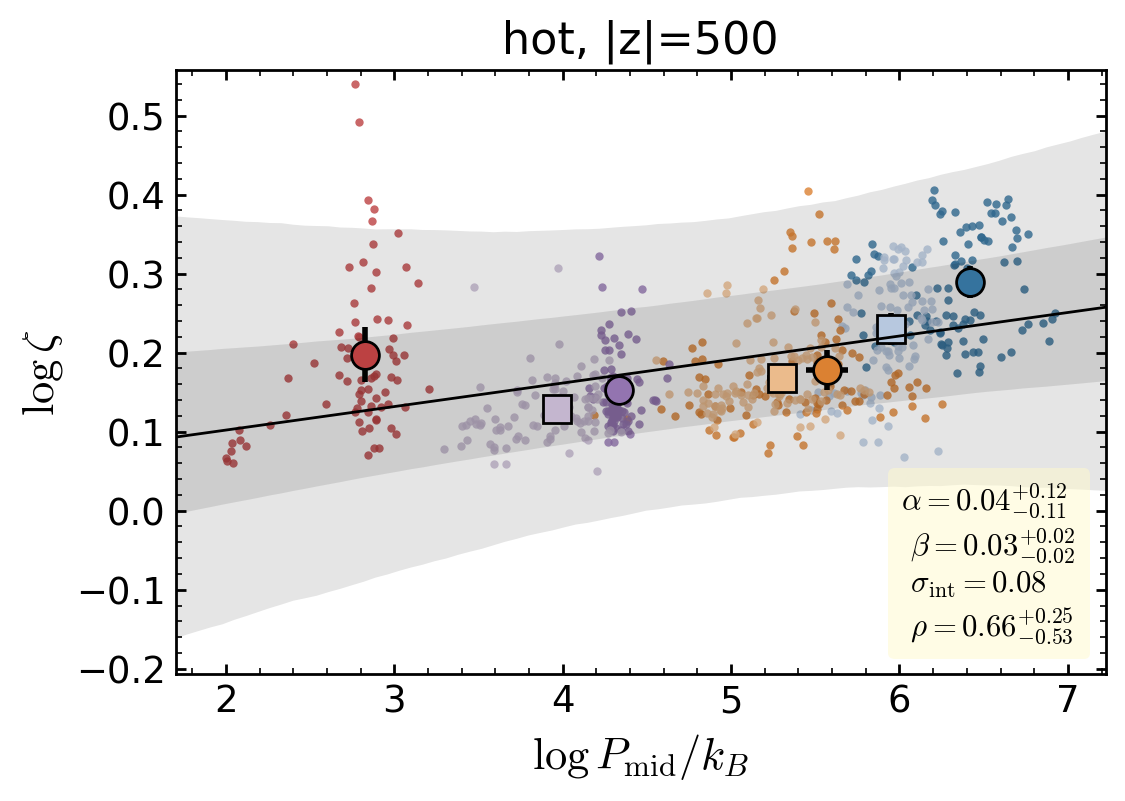 hot, |z|=500
log ζ
0.5
0.4
0.3
0.2
0.1
0.0
−0.1
−0.2
2 3 4 5 6 7
log P_mid/k_B
α = 0.04^{+0.12}_{−0.11}
β = 0.03^{+0.02}_{−0.02}
σ_int = 0.08
ρ = 0.66^{+0.25}_{−0.53}